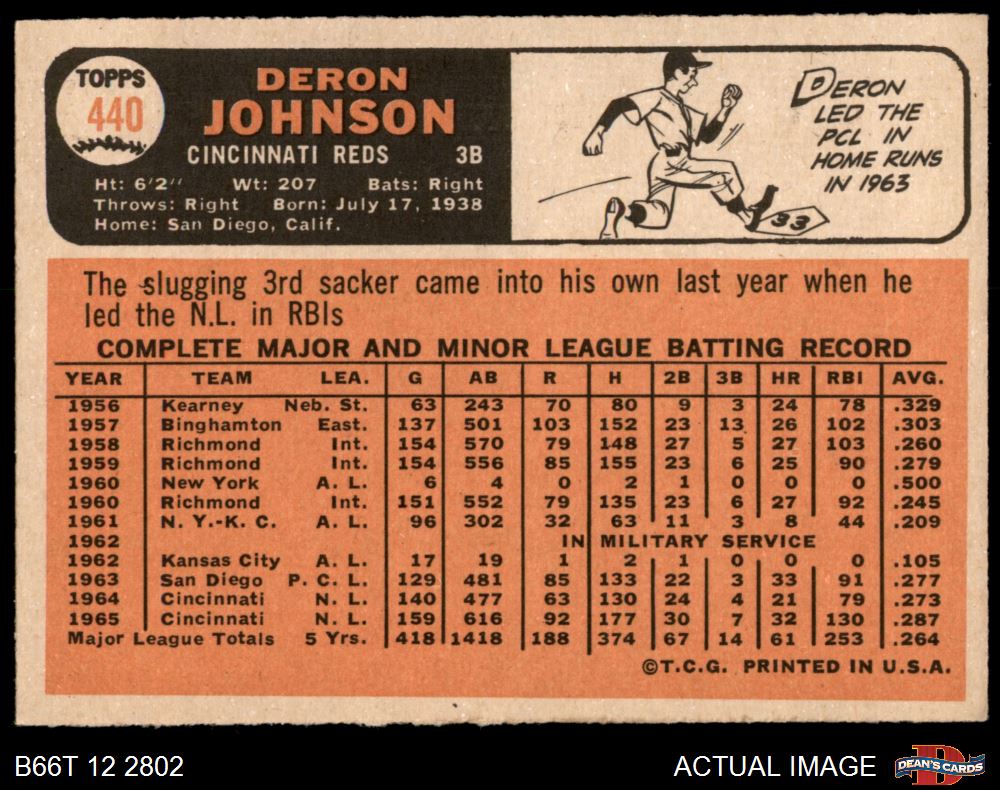 TOPPS
440
DERON
JOHNSON
CINCINNATI REDS 3B
Ht: 6'2" Wt: 207 Bats: Right
Throws: Right Born: July 17, 1938
Home: San Diego, Calif.
DERON
LED THE
PCL IN
HOME RUNS
IN 1963
33
The slugging 3rd sacker came into his own last year when he
led the N.L. in RBIs
COMPLETE MAJOR AND MINOR LEAGUE BATTING RECORD
YEAR TEAM LEA. G AB R H 2B 3B HR RBI AVG.
1956 Kearney Neb. St. 63 243 70 80 9 3 24 78 .329
1957 Binghamton East. 137 501 103 152 23 13 26 102 .303
1958 Richmond Int. 154 570 79 148 27 5 27 103 .260
1959 Richmond Int. 154 556 85 155 23 6 25 90 .279
1960 New York A. L. 6 4 0 2 1 0 0 0 .500
1960 Richmond Int. 151 552 79 135 23 6 27 92 .245
1961 N. Y.-K. C. A. L. 96 302 32 63 11 3 8 44 .209
1962 IN MILITARY SERVICE
1962 Kansas City A. L. 17 19 1 2 1 0 0 0 .105
1963 San Diego P. C. L. 129 481 85 133 22 3 33 91 .277
1964 Cincinnati N. L. 140 477 63 130 24 4 21 79 .273
1965 Cincinnati N. L. 159 616 92 177 30 7 32 130 .287
Major League Totals 5 Yrs. 418 1418 188 374 67 14 61 253 .264
©T.C.G. PRINTED IN U.S.A.
B66T 12 2802 ACTUAL IMAGE
D
DEAN'S CARDS